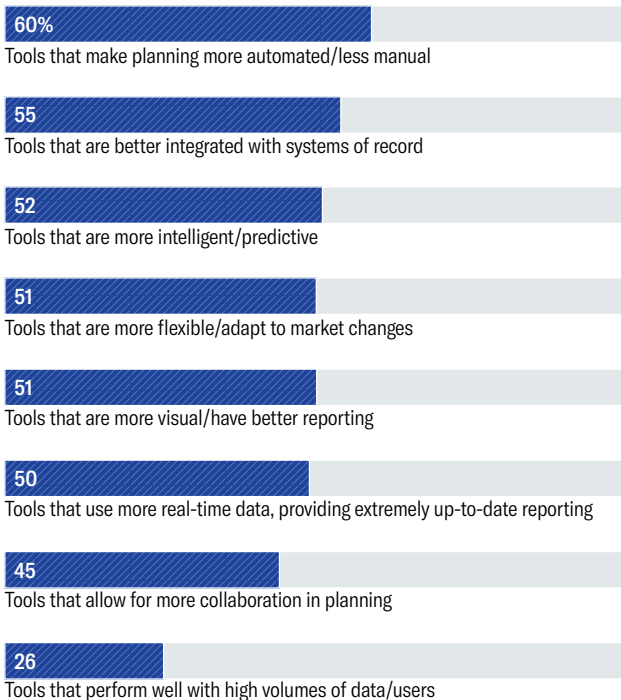 60%
Tools that make planning more automated/less manual
55
Tools that are better integrated with systems of record
52
Tools that are more intelligent/predictive
51
Tools that are more flexible/adapt to market changes
51
Tools that are more visual/have better reporting
50
Tools that use more real-time data, providing extremely up-to-date reporting
45
Tools that allow for more collaboration in planning
26
Tools that perform well with high volumes of data/users